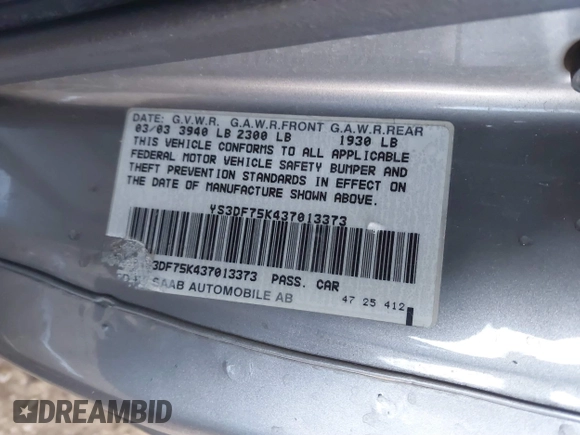 DATE: G.V.W.R. G.A.W.R.FRONT G.A.W.R.REAR
03/03 3940 LB 2300 LB 1930 LB
THIS VEHICLE CONFORMS TO ALL APPLICABLE
FEDERAL MOTOR VEHICLE SAFETY BUMPER AND
THEFT PREVENTION STANDARDS IN EFFECT ON
THE DATE OF MANUFACTURE SHOWN ABOVE.
YS3DF75K437013373
3DF75K437013373 PASS. CAR
SAAB AUTOMOBILE AB 47 25 412
DREAMBID